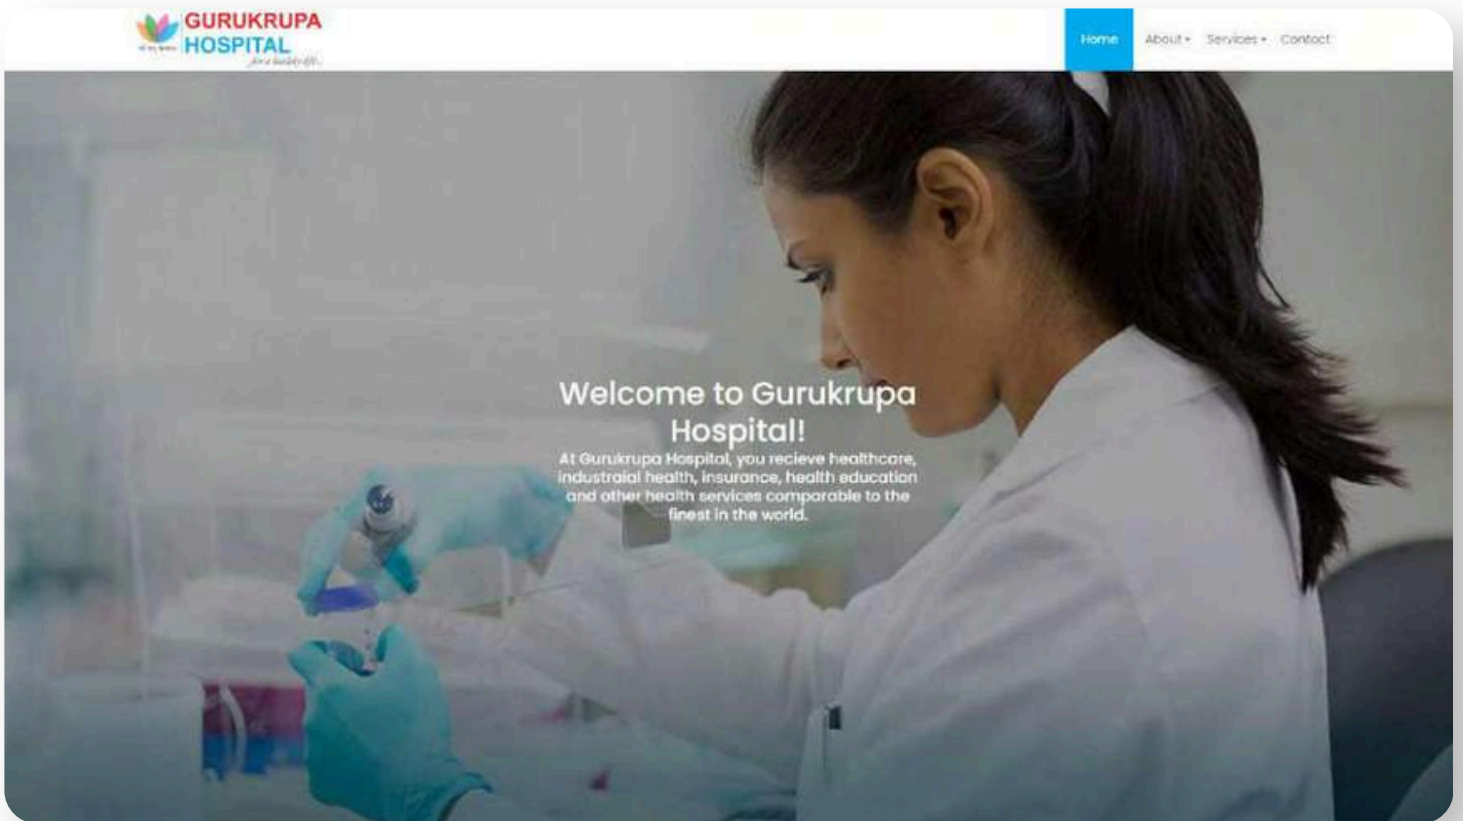 GURUKRUPA
HOSPITAL
Home About Services Contact
Welcome to Gurukrupa
Hospital!
At Gurukrupa Hospital, you recieve healthcare,
industraial health, insurance, health education
and other health services comparable to the
finest in the world.